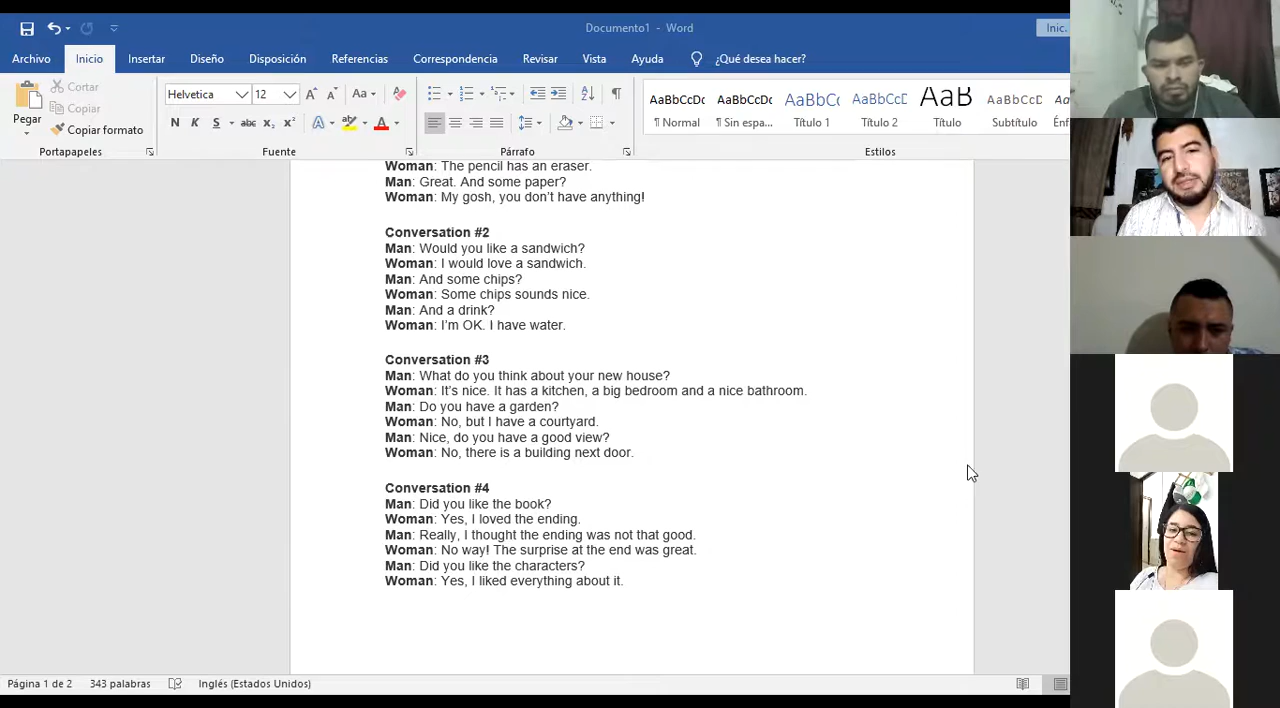 Documento1 - Word
Inic.
Archivo
Inicio
Insertar
Diseño
Disposición
Referencias
Correspondencia
Revisar
Vista
Ayuda
¿Qué desea hacer?
Pegar
Cortar
Copiar
Copiar formato
Portapapeles
Helvetica
12
Aa
N K S abc x₂ x²
Fuente
Párrafo
AaBbCcDc
¶ Normal
AaBbCcDc
¶ Sin espa...
AaBbC
Título 1
AaBbCcD
Título 2
AaB
Título
AaBbCcD
Subtítulo
Estilos
Woman: The pencil has an eraser.
Man: Great. And some paper?
Woman: My gosh, you don't have anything!
Conversation #2
Man: Would you like a sandwich?
Woman: I would love a sandwich.
Man: And some chips?
Woman: Some chips sounds nice.
Man: And a drink?
Woman: I'm OK. I have water.
Conversation #3
Man: What do you think about your new house?
Woman: It's nice. It has a kitchen, a big bedroom and a nice bathroom.
Man: Do you have a garden?
Woman: No, but I have a courtyard.
Man: Nice, do you have a good view?
Woman: No, there is a building next door.
Conversation #4
Man: Did you like the book?
Woman: Yes, I loved the ending.
Man: Really, I thought the ending was not that good.
Woman: No way! The surprise at the end was great.
Man: Did you like the characters?
Woman: Yes, I liked everything about it.
Página 1 de 2
343 palabras
Inglés (Estados Unidos)